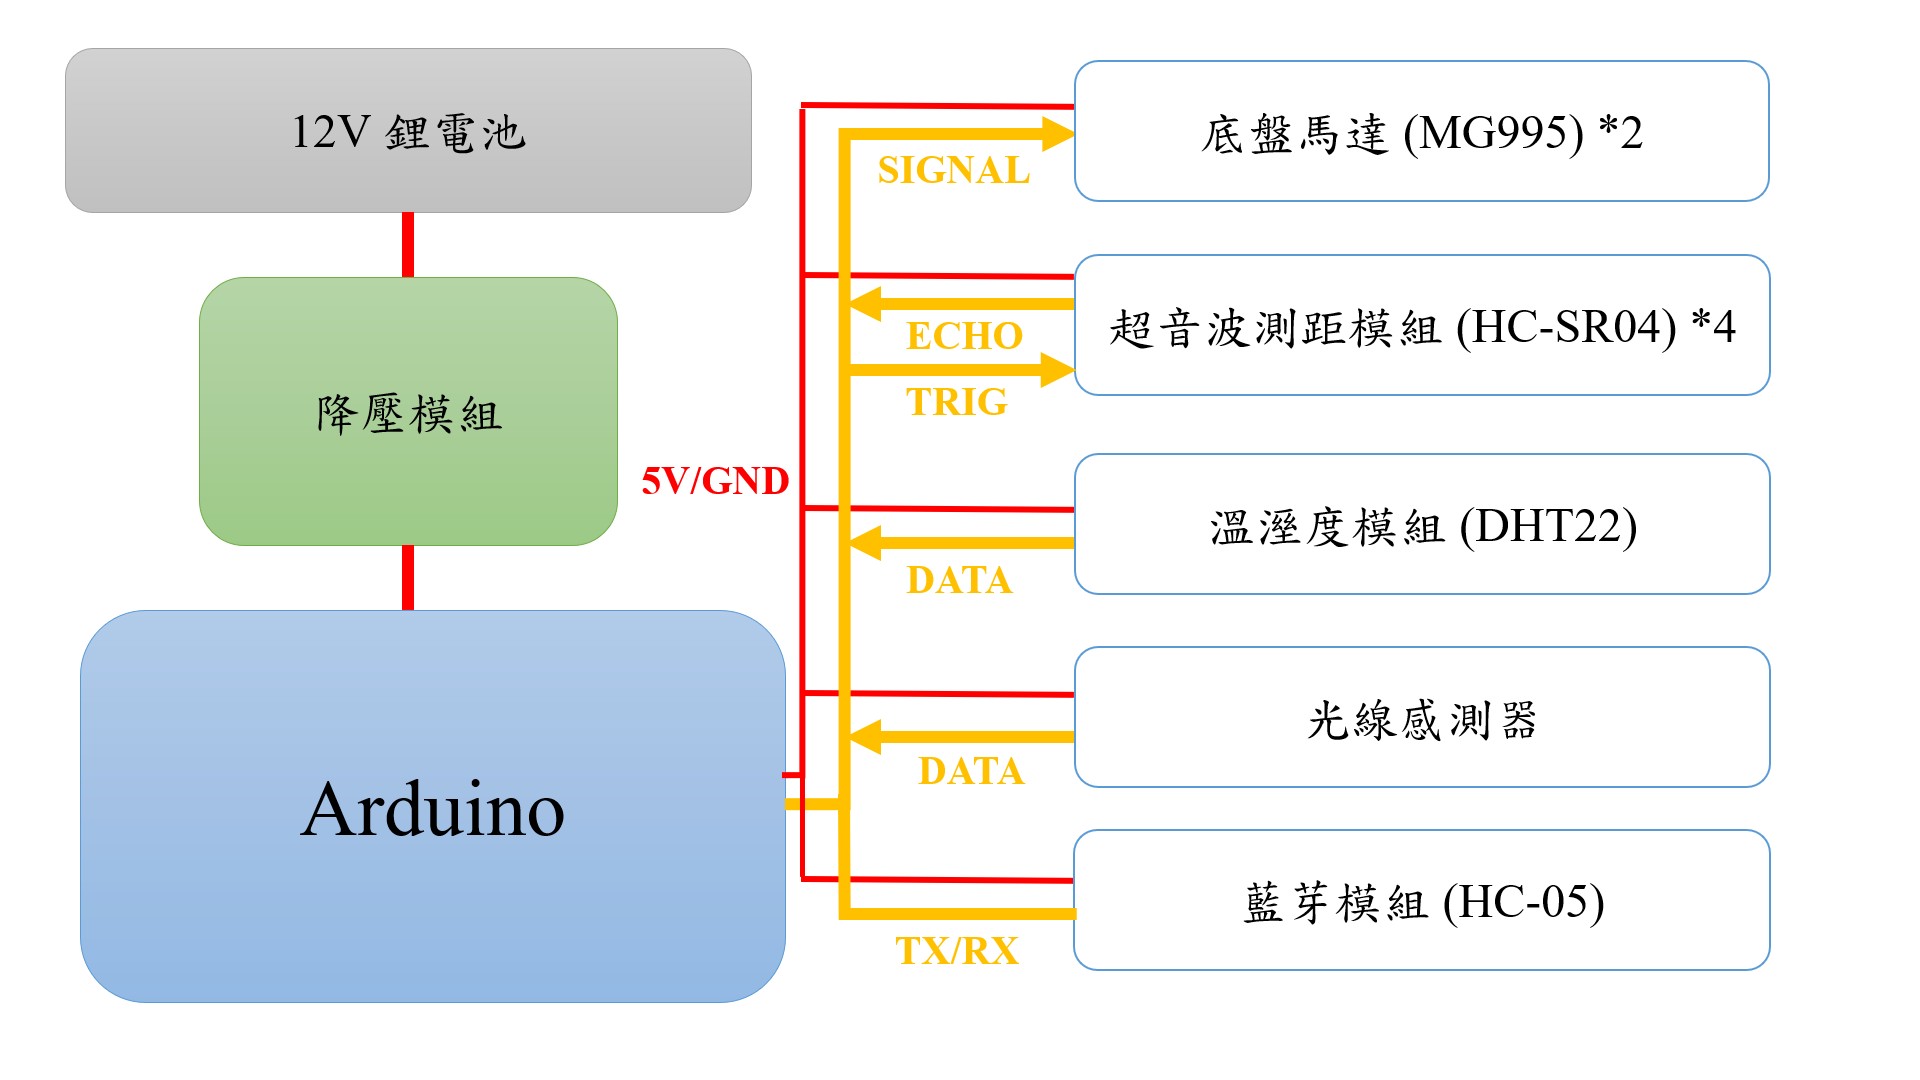 12V 鋰電池
降壓模組
5V/GND
Arduino
底盤馬達 (MG995) *2
SIGNAL
超音波測距模組 (HC-SR04) *4
ECHO
TRIG
溫溼度模組 (DHT22)
DATA
光線感測器
DATA
藍芽模組 (HC-05)
TX/RX